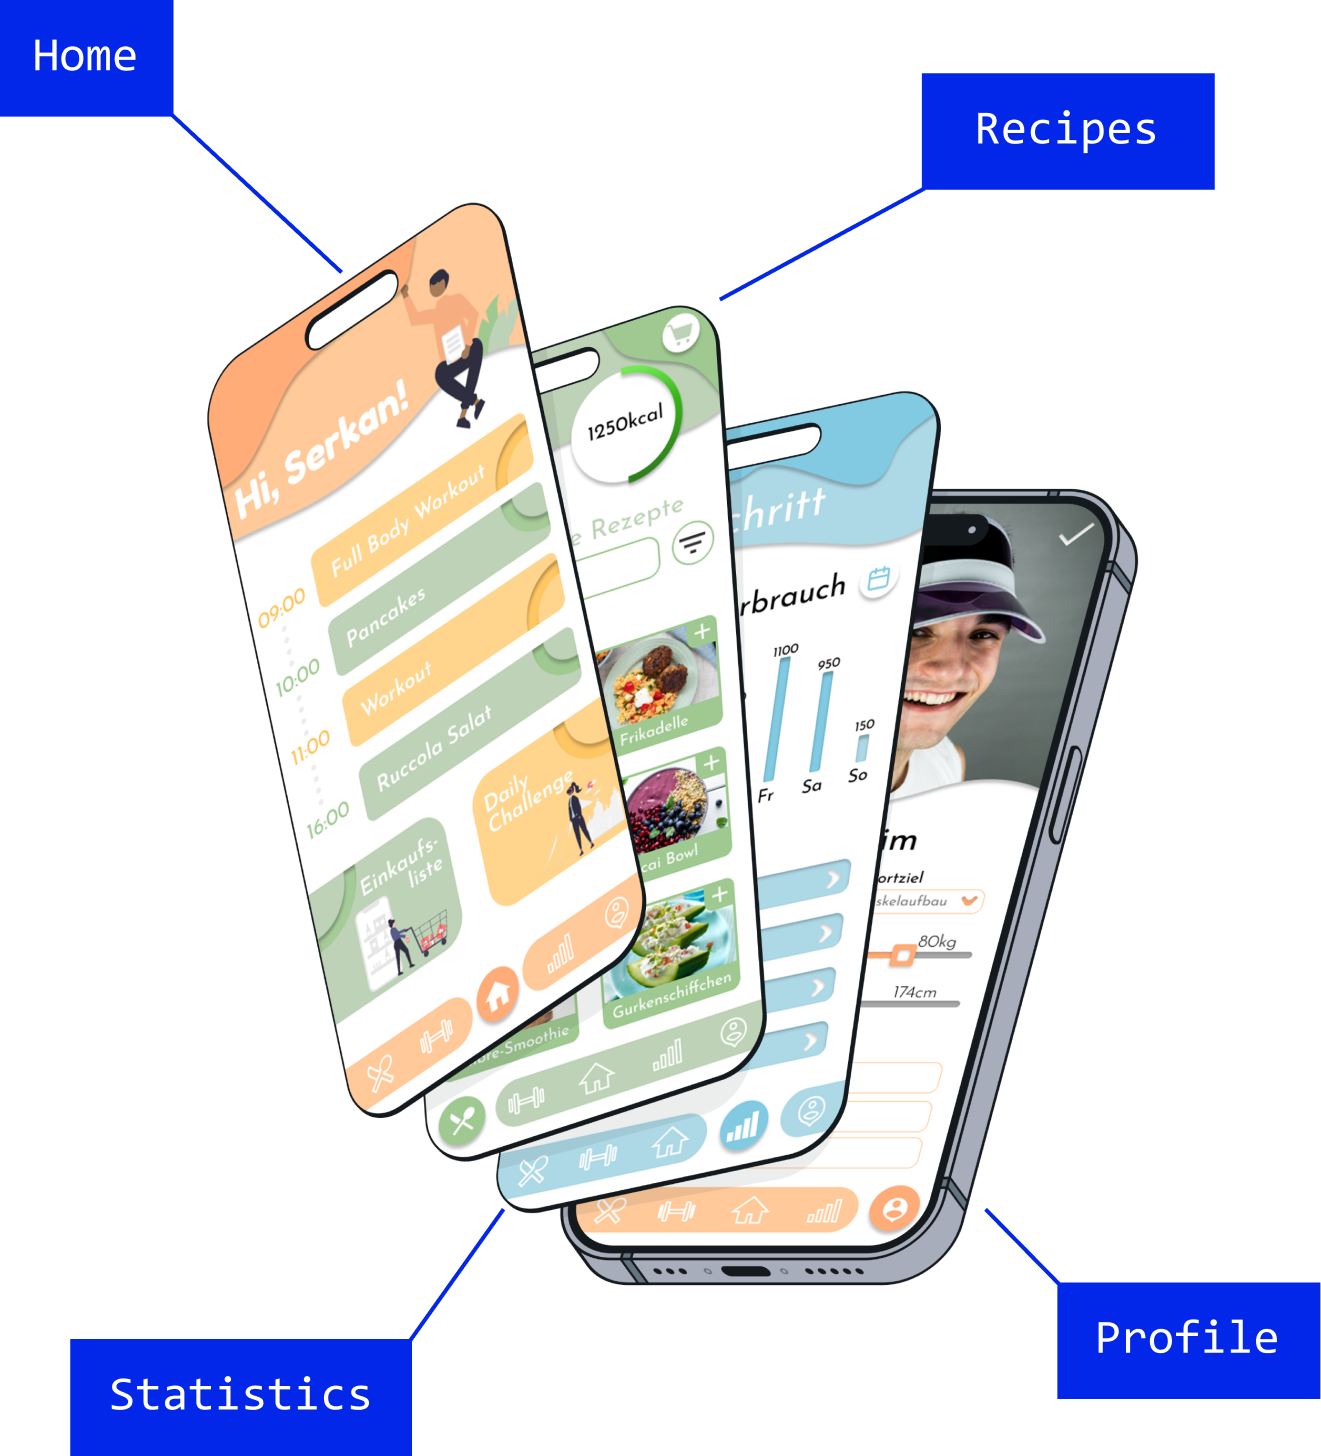 Home
Recipes
Hi, Serkan!
09:00
Full Body Workout
10:00
Pancakes
11:00
Workout
16:00
Ruccola Salat
Einkaufs-
liste
Daily
Challenge
1250kcal
e Rezepte
Frikadelle
cai Bowl
Gurkenschiffchen
bre-Smoothie
chritt
rbrauch
1100
950
150
Fr
Sa
So
im
ortziel
skelaufbau
80kg
174cm
Statistics
Profile